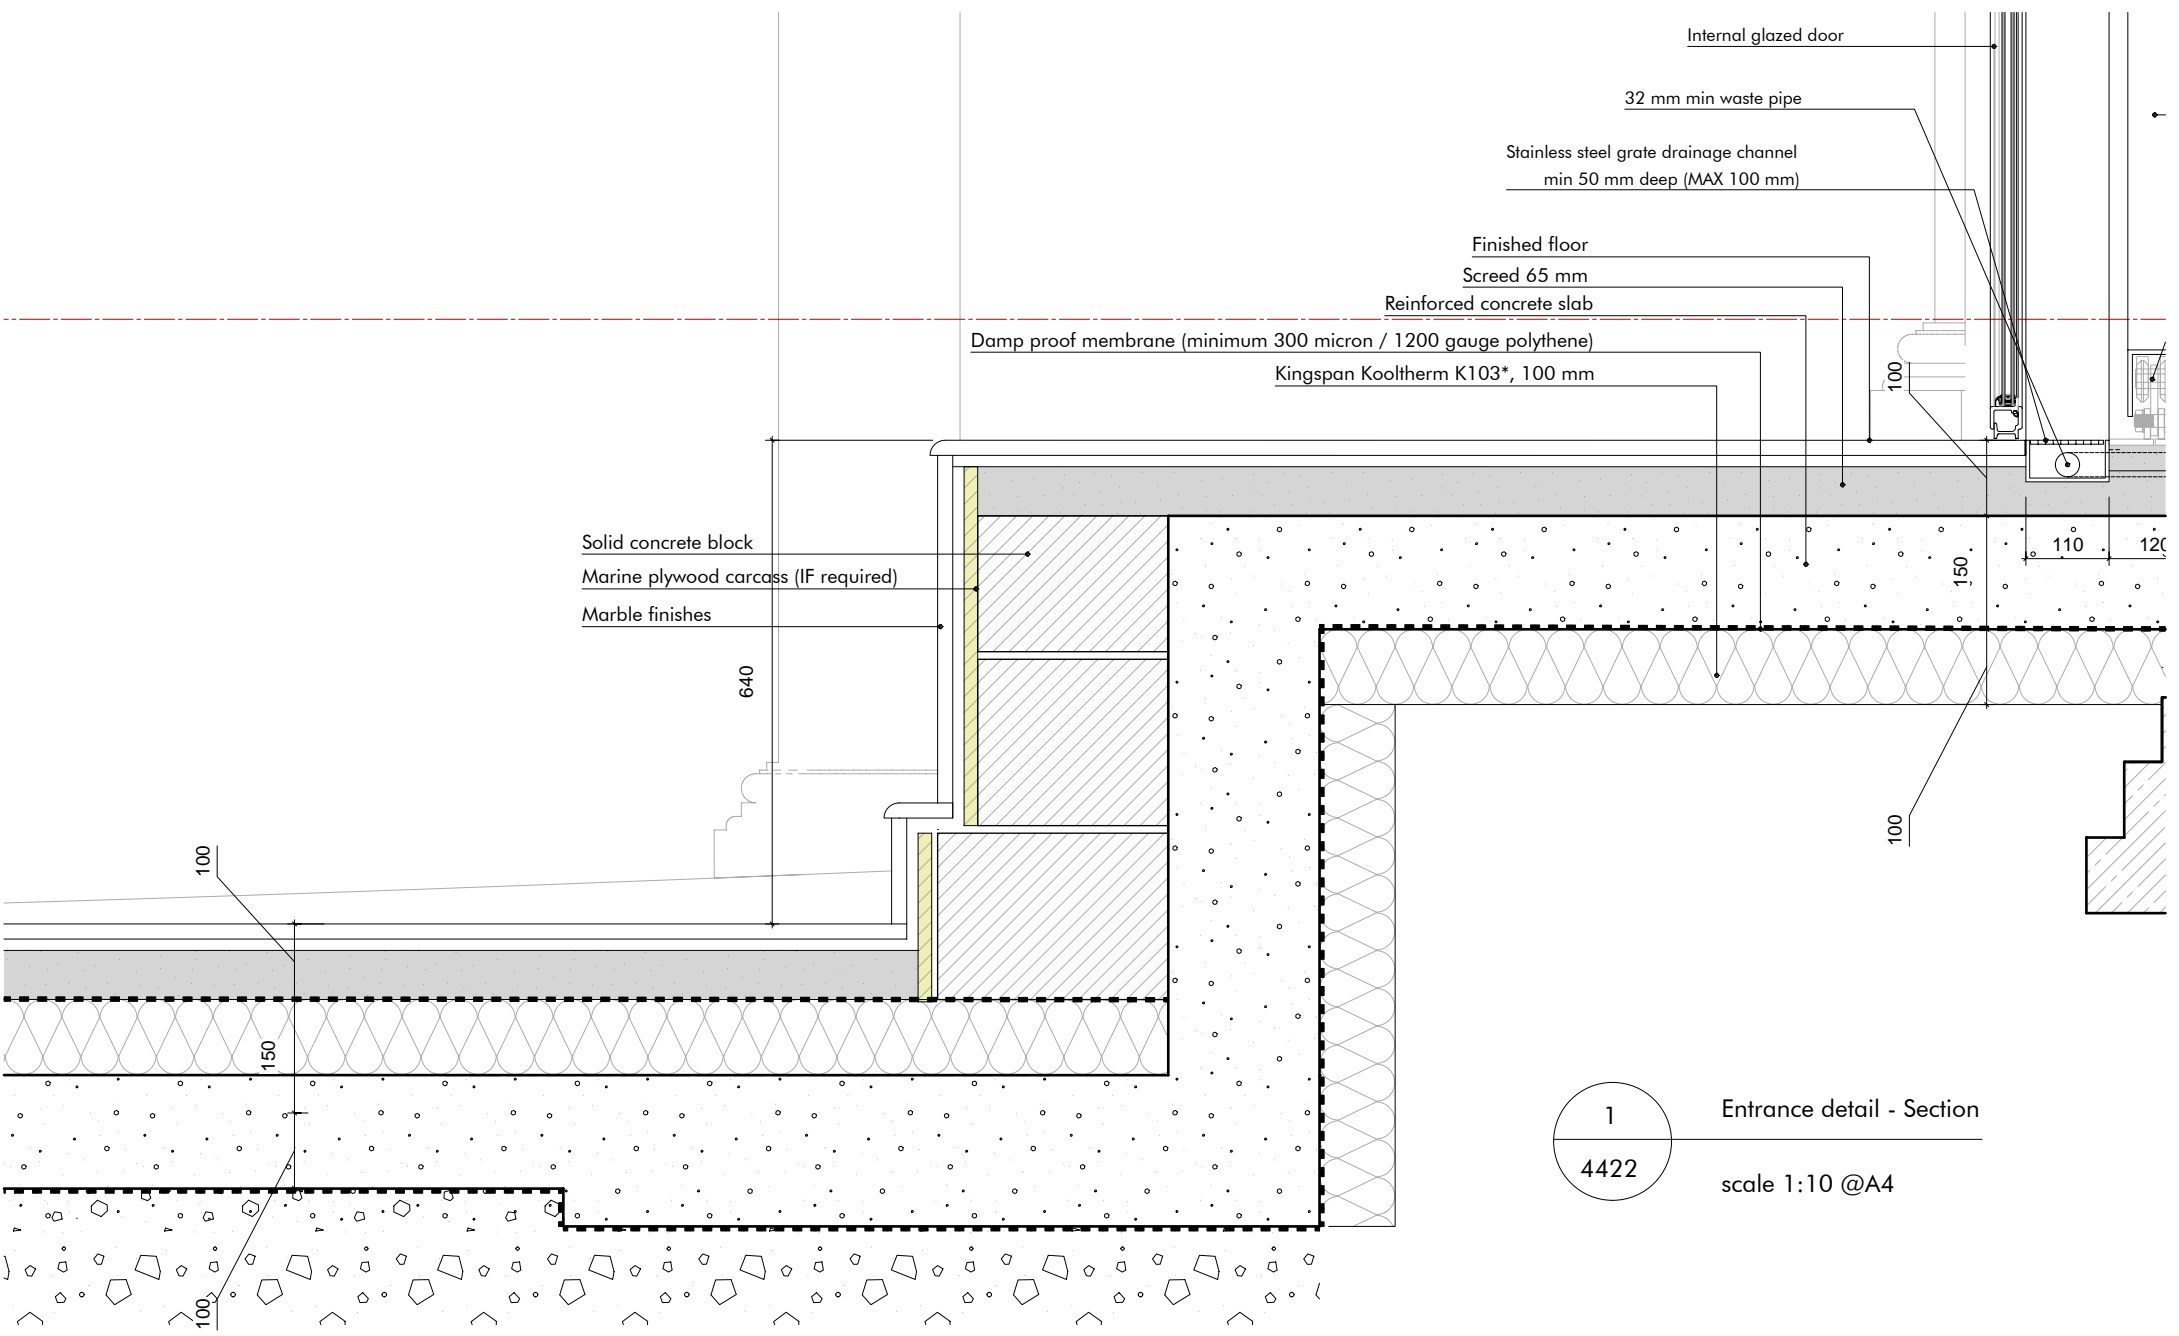 Internal glazed door
32 mm min waste pipe
Stainless steel grate drainage channel
min 50 mm deep (MAX 100 mm)
Finished floor
Screed 65 mm
Reinforced concrete slab
Damp proof membrane (minimum 300 micron / 1200 gauge polythene)
Kingspan Kooltherm K103*, 100 mm
100
Solid concrete block
Marine plywood carcass (IF required)
Marble finishes
110
120
150
640
100
100
150
100
1
4422
Entrance detail - Section
scale 1:10 @A4